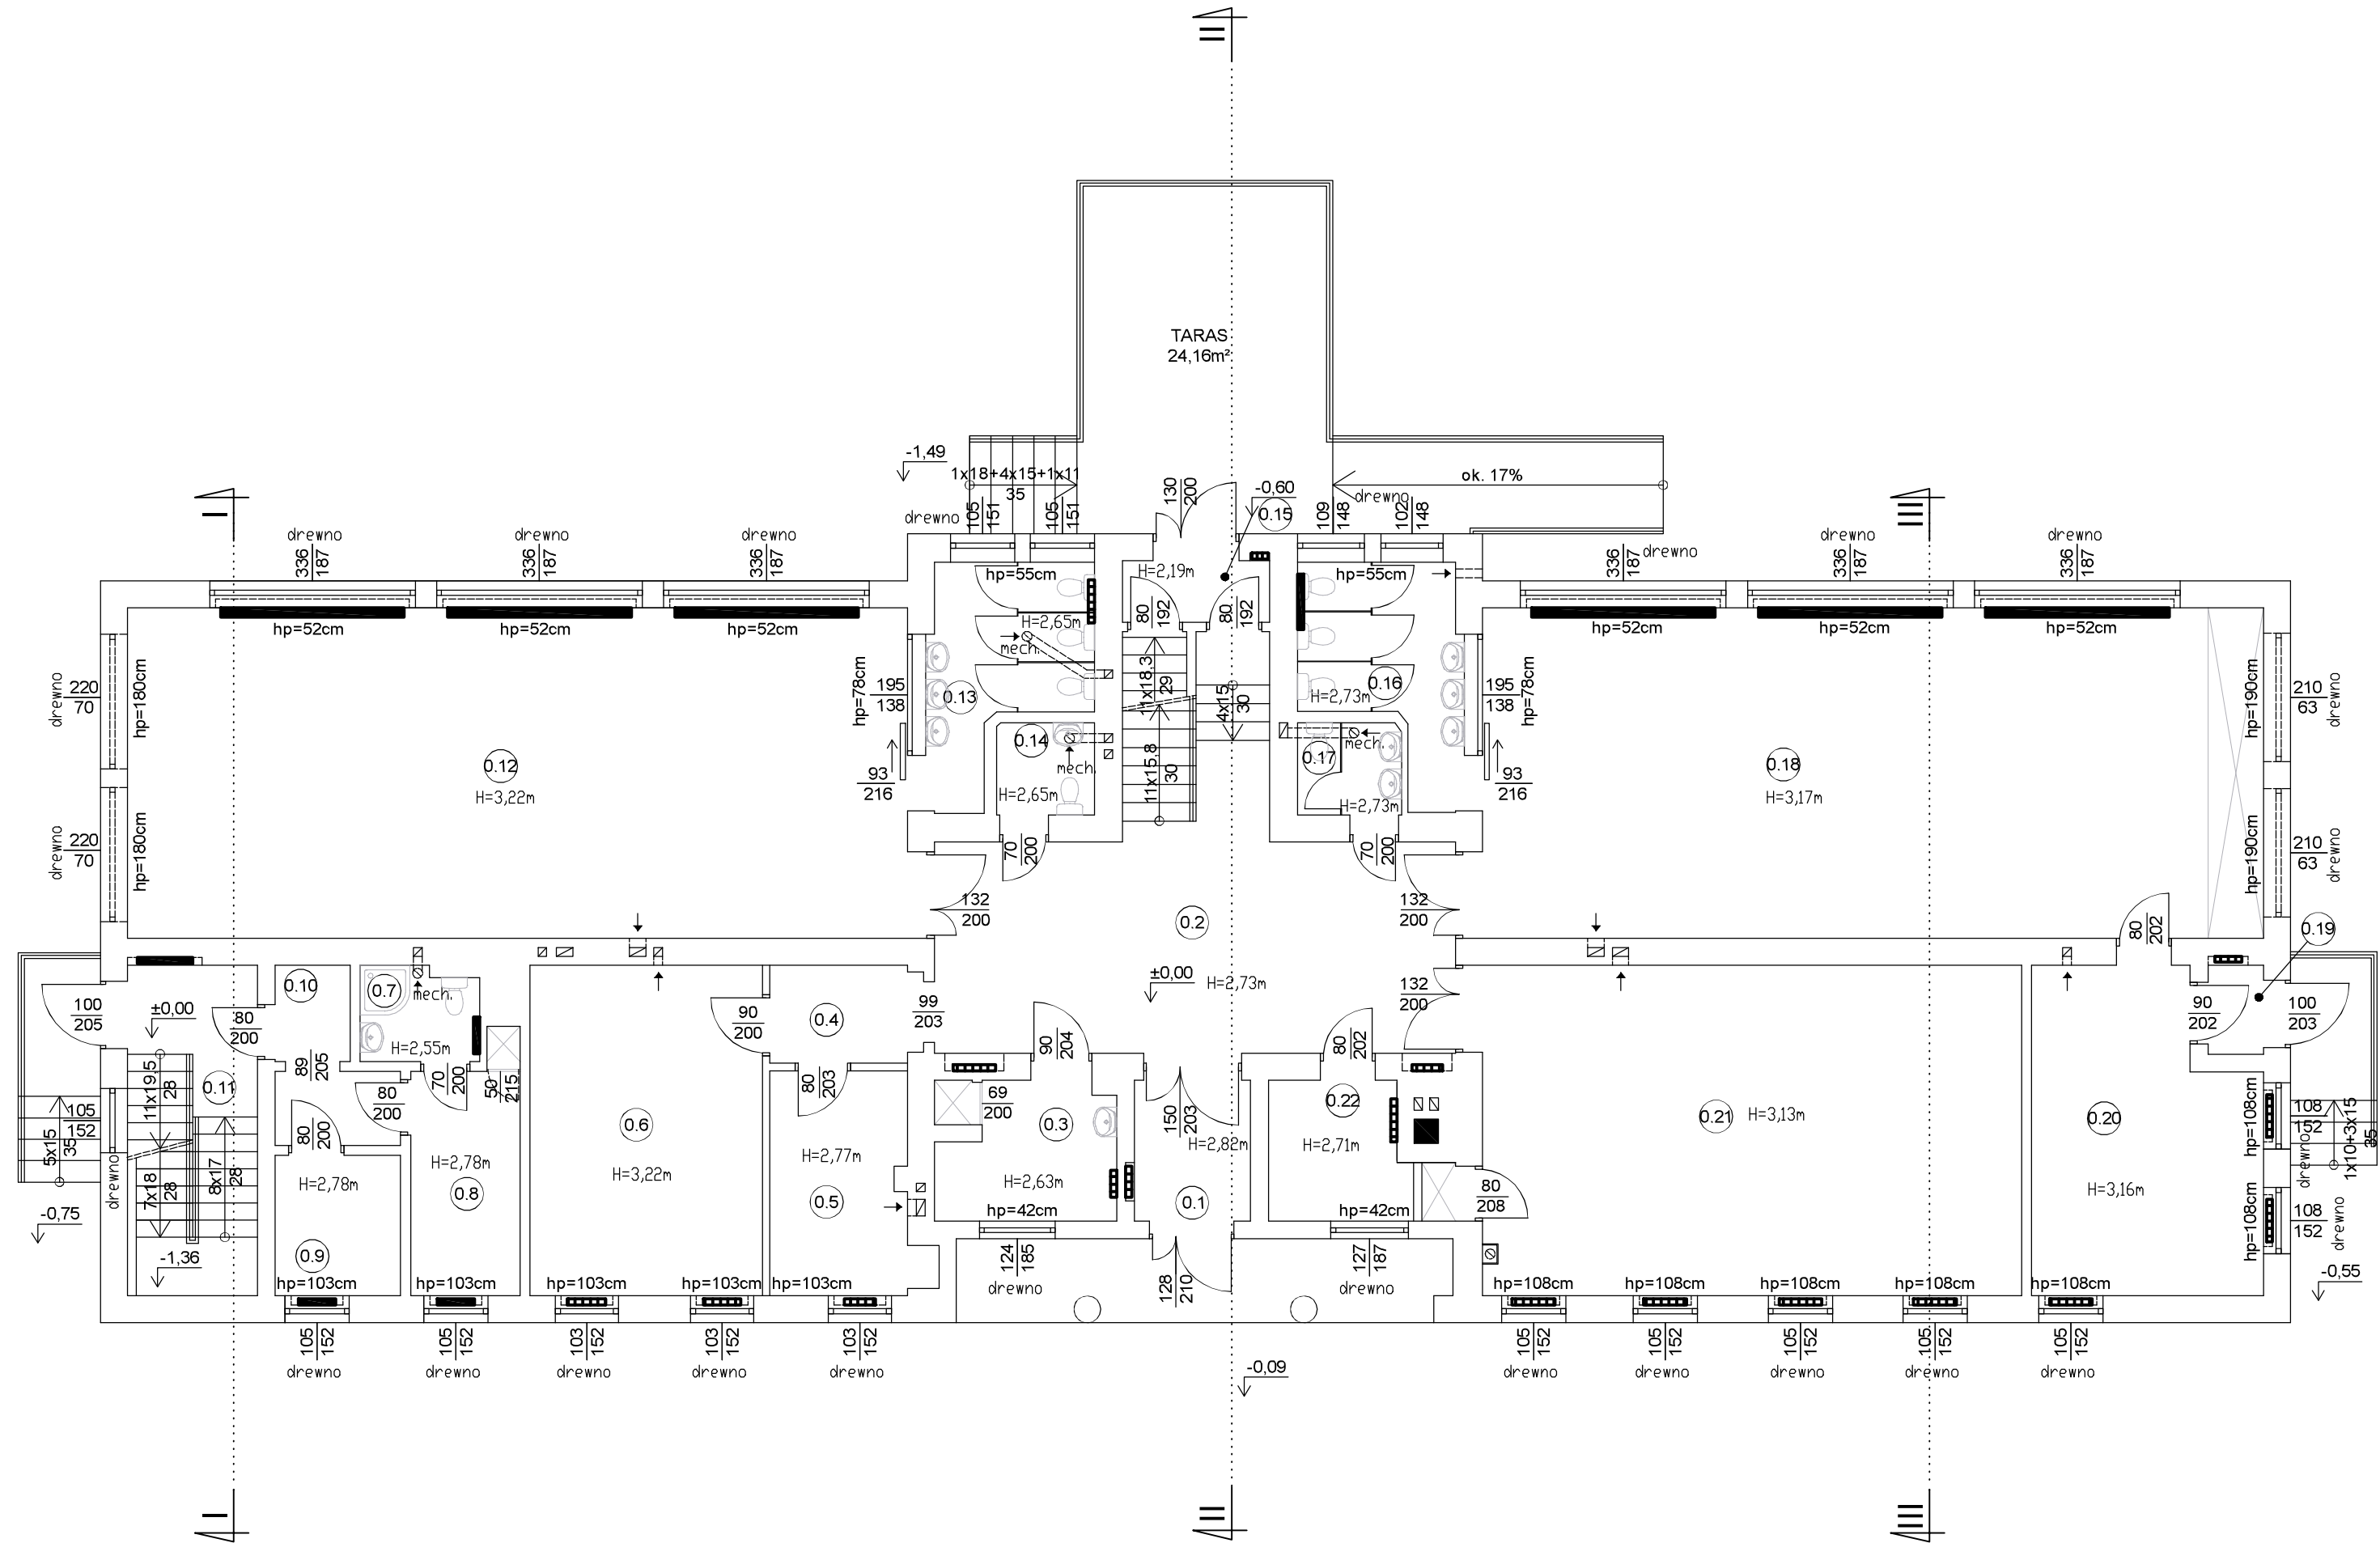 II
TARAS
24,16m²
-1,49
1x18+4x15+1x11
35
ok. 17%
130
200
-0,60
0.15
drewno
105
151
105
151
109
148
drewno
102
148
I
III
drewno
336
187
drewno
336
187
drewno
336
187
336
187
drewno
drewno
336
187
drewno
336
187
hp=52cm
hp=52cm
hp=52cm
hp=55cm
H=2,19m
hp=55cm
hp=52cm
hp=52cm
hp=52cm
80
192
80
192
H=2,65m
mech.
drewno
220
70
hp=180cm
hp=78cm
195
138
0.13
11x18,3
29
4x15
30
H=2,73m
0.16
195
138
hp=78cm
hp=190cm
210
63
drewno
0.12
H=3,22m
93
216
0.14
mech.
H=2,65m
11x15,8
30
0.17
mech.
H=2,73m
93
216
0.18
H=3,17m
drewno
220
70
hp=180cm
70
200
70
200
hp=190cm
210
63
drewno
132
200
0.2
132
200
80
202
0.19
±0,00
H=2,73m
132
200
100
205
±0,00
80
200
0.10
0.7
mech.
H=2,55m
90
200
0.4
99
203
90
204
80
202
90
202
100
203
89
205
70
200
50
215
80
200
80
203
69
200
0.3
150
203
H=2,82m
0.22
H=2,71m
0.11
11x19,5
28
105
152
5x15
35
drewno
7x18
28
8x17
28
80
200
H=2,78m
H=2,78m
0.8
0.6
H=3,22m
H=2,77m
0.5
H=2,63m
0.1
80
208
0.21
H=3,13m
0.20
H=3,16m
hp=108cm
108
152
drewno
1x10+3x15
35
hp=108cm
108
152
drewno
-0,75
-1,36
0.9
hp=42cm
hp=42cm
-0,55
hp=103cm
hp=103cm
hp=103cm
hp=103cm
hp=103cm
124
185
drewno
128
210
127
187
drewno
hp=108cm
hp=108cm
hp=108cm
hp=108cm
hp=108cm
105
152
drewno
105
152
drewno
103
152
drewno
103
152
drewno
103
152
drewno
-0,09
105
152
drewno
105
152
drewno
105
152
drewno
105
152
drewno
105
152
drewno
I
II
III